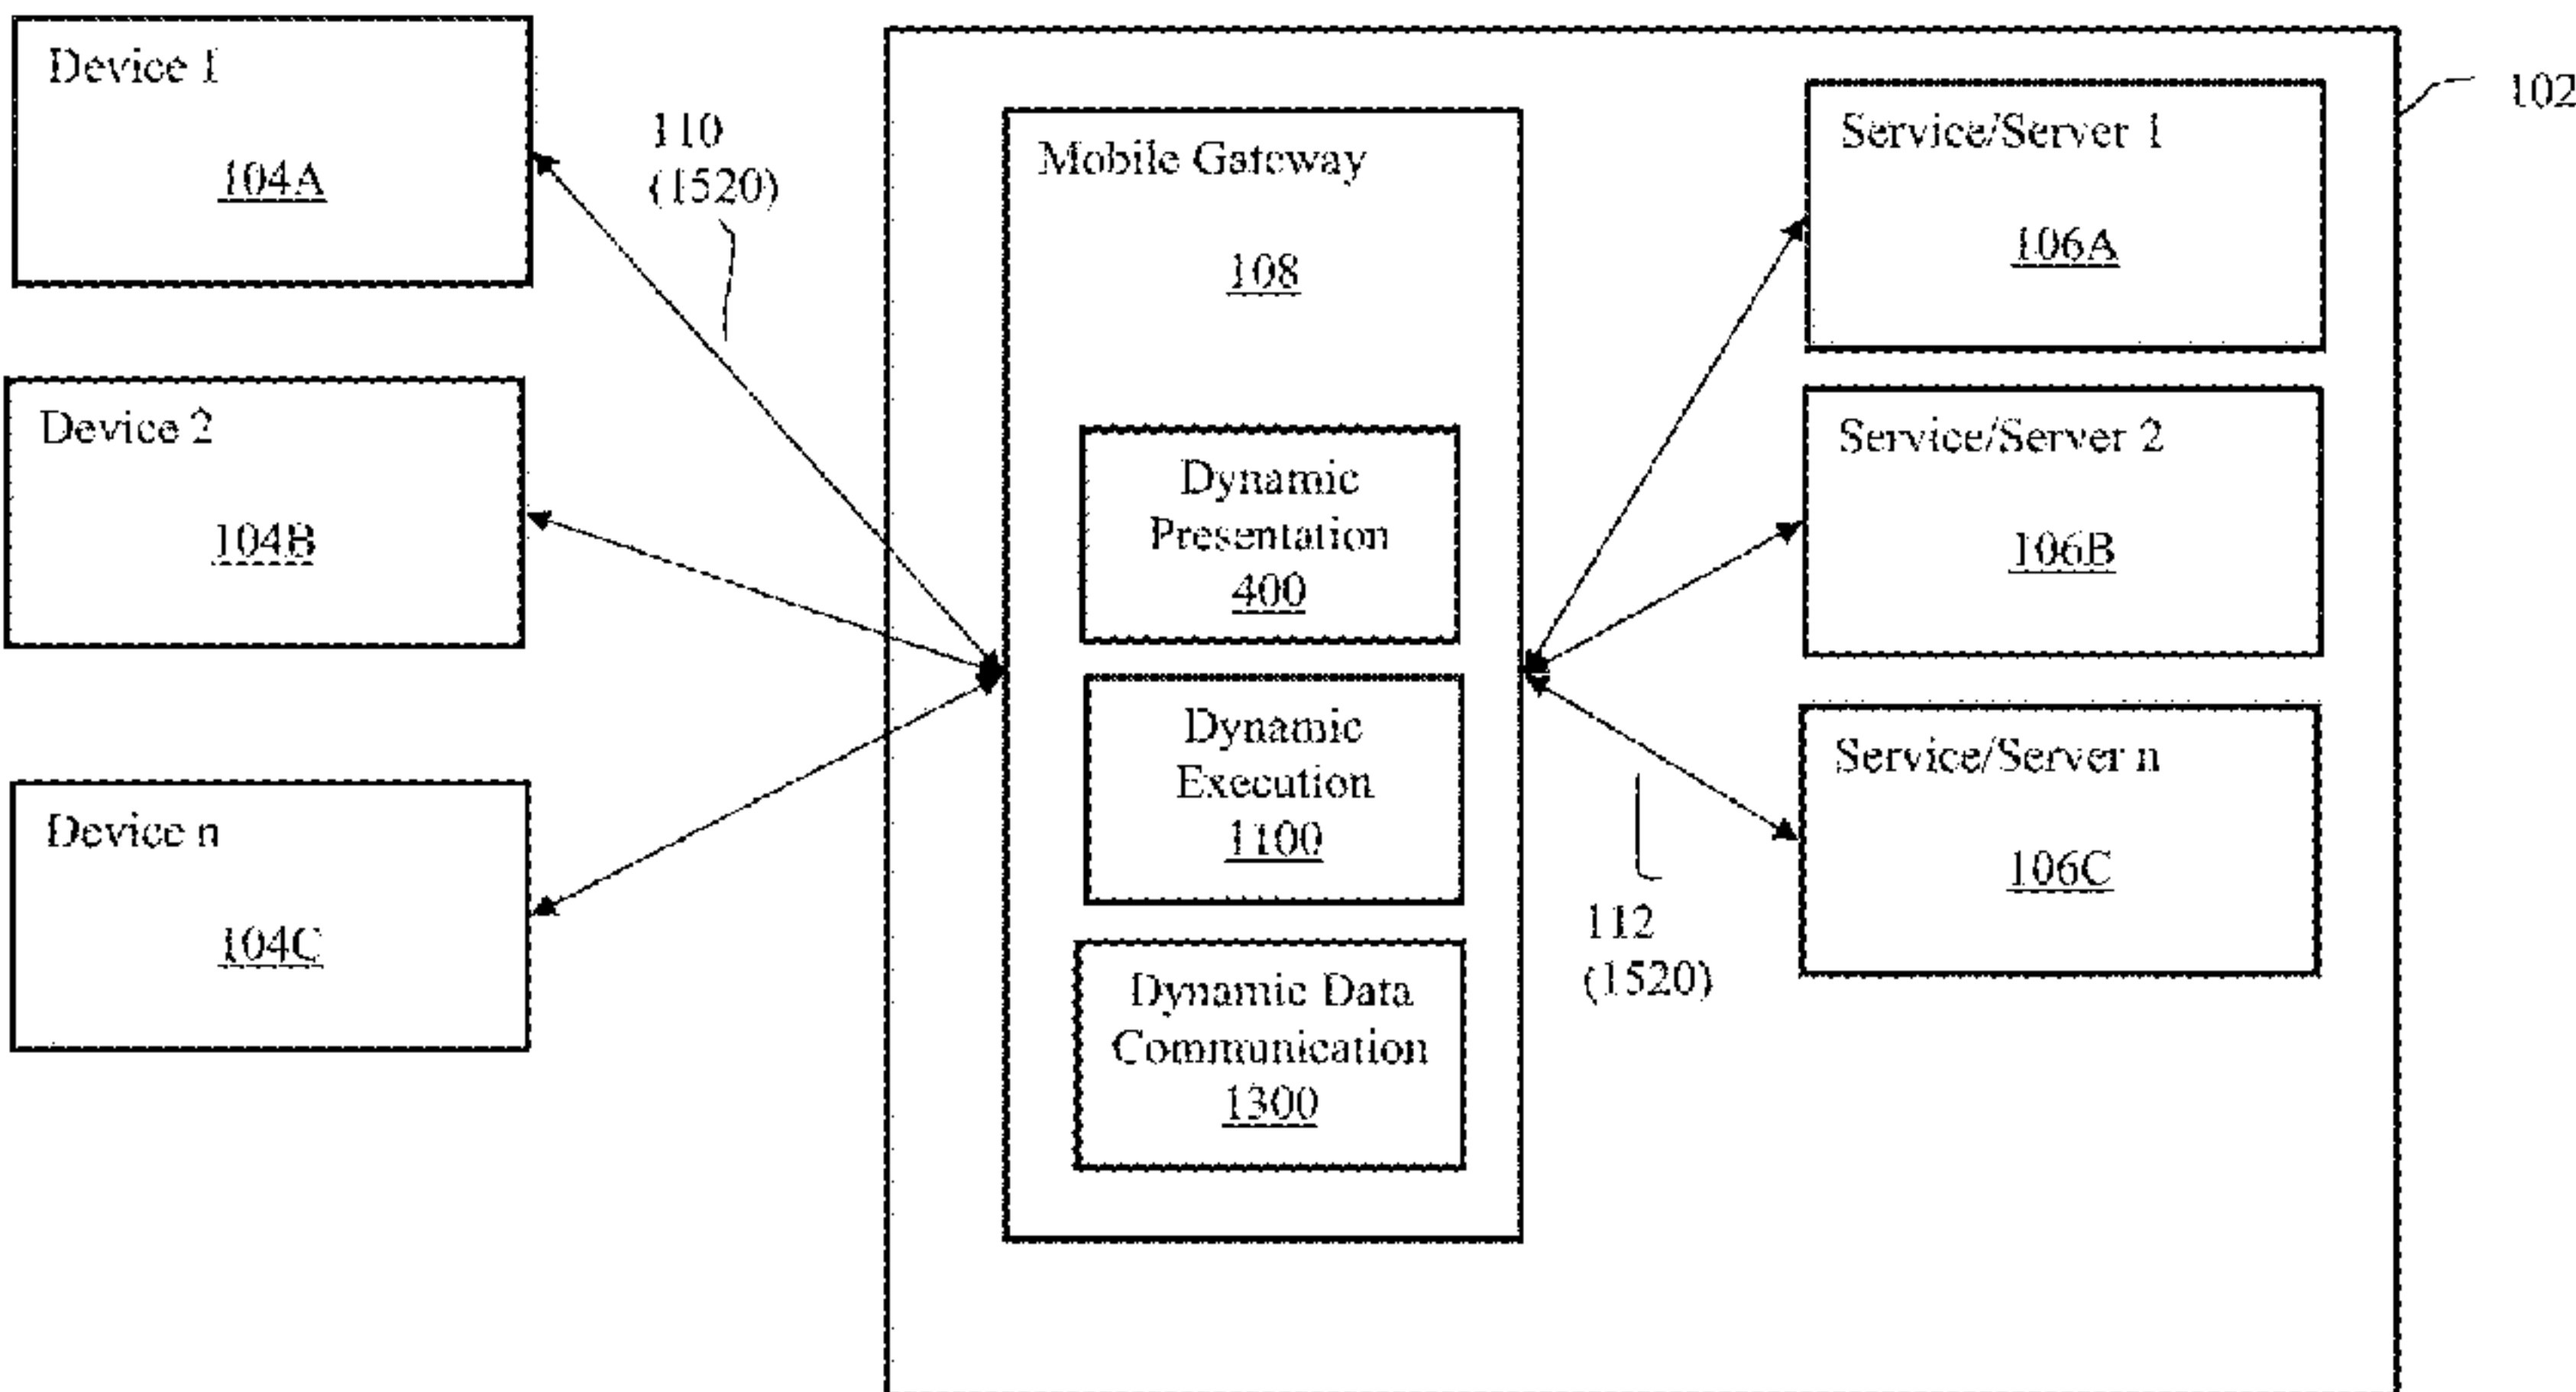 Device 1
104A
Device 2
104B
Device n
104C
110
(1520)
Mobile Gateway
108
Dynamic
Presentation
400
Dynamic
Execution
1100
Dynamic Data
Communication
1300
112
(1520)
Service/Server 1
106A
Service/Server 2
106B
Service/Server n
106C
102